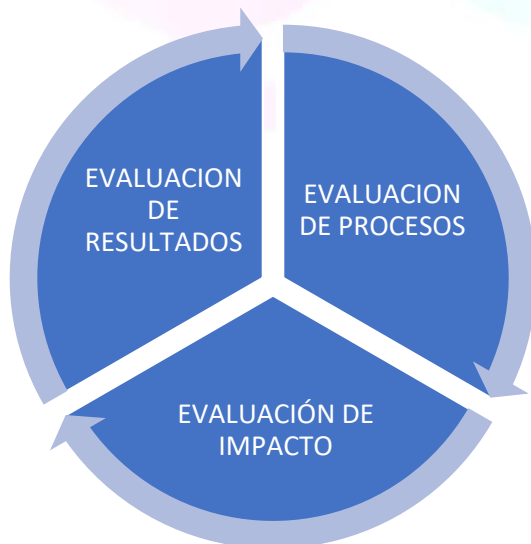 EVALUACION
DE
RESULTADOS
EVALUACION
DE PROCESOS
EVALUACIÓN DE
IMPACTO